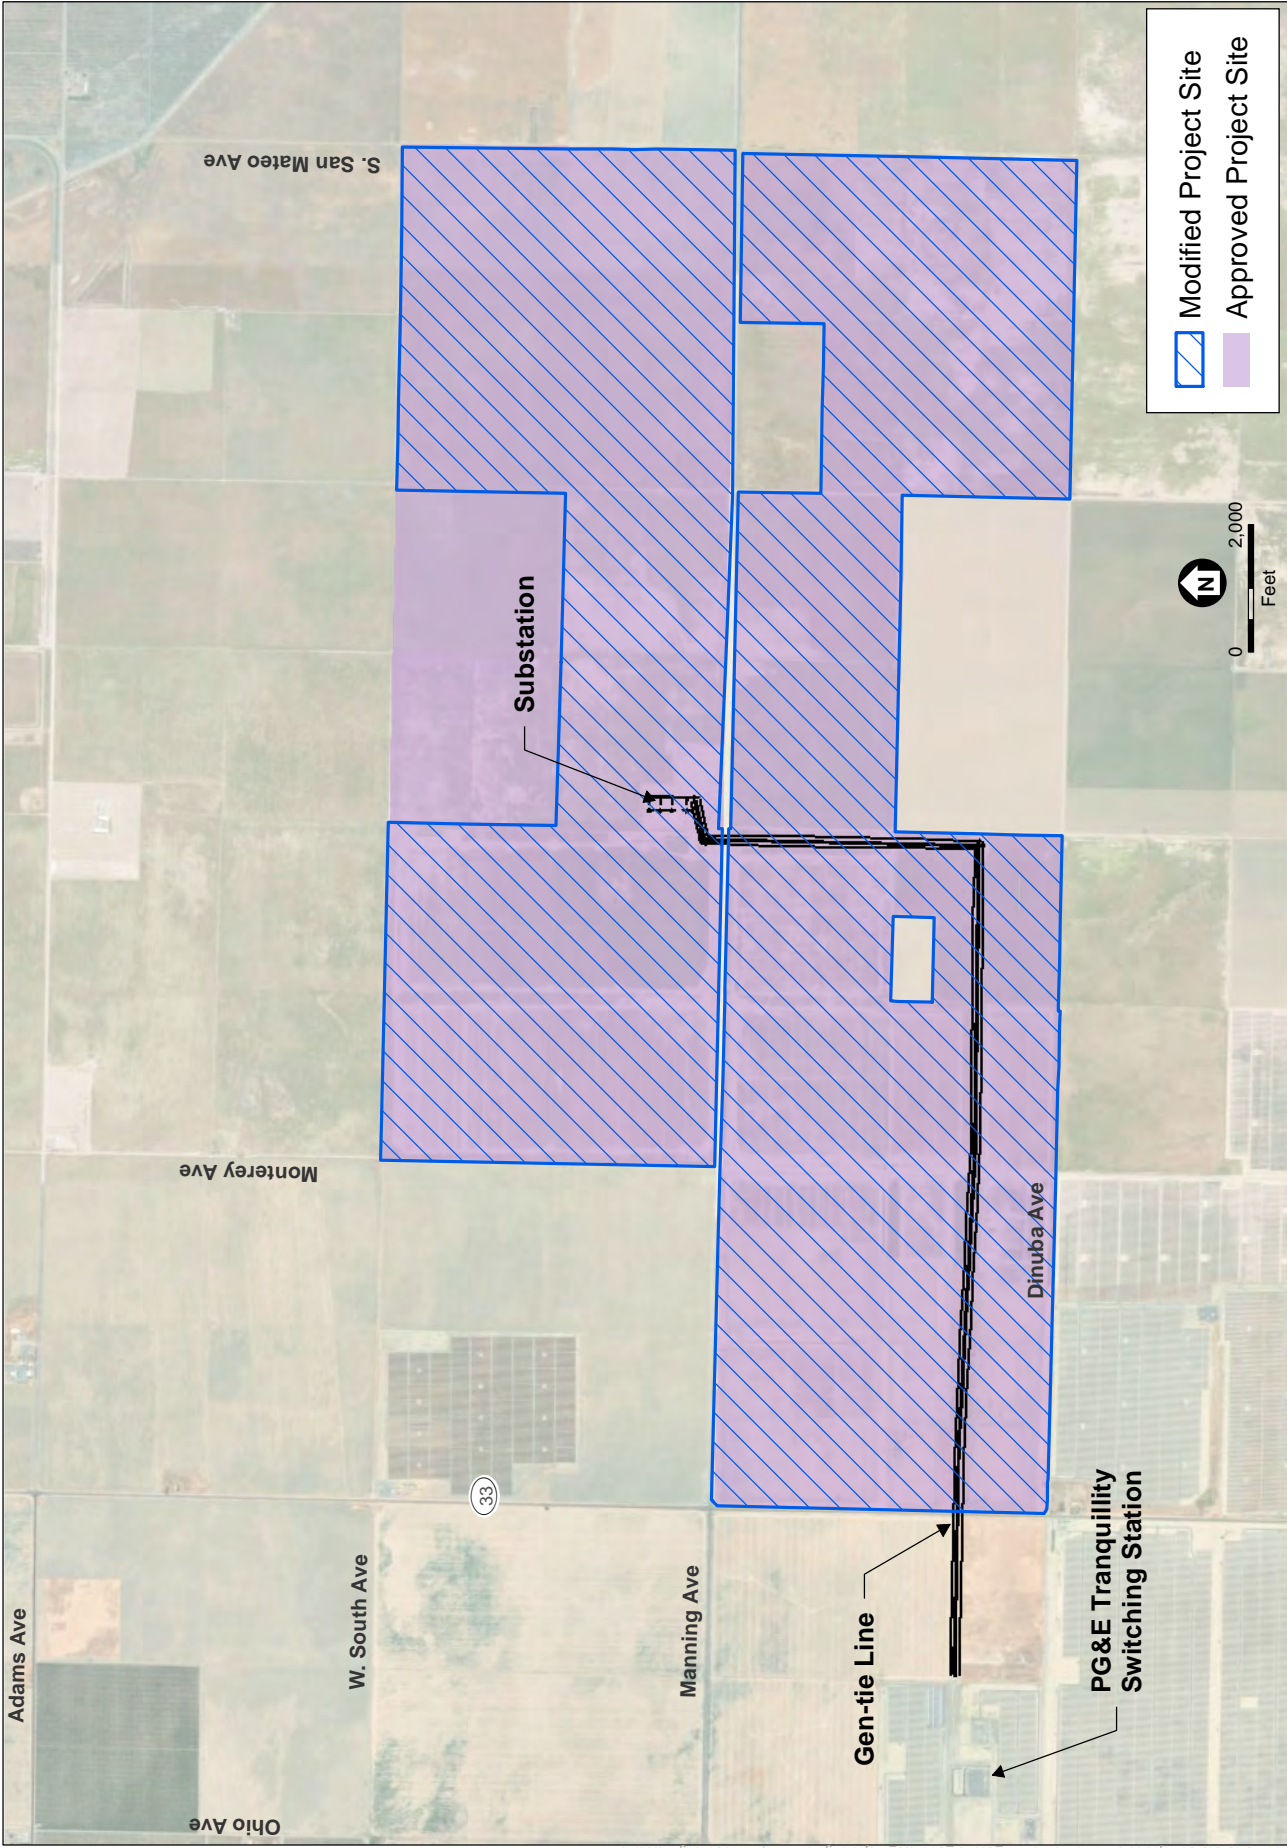 Adams Ave
Ohio Ave
W. South Ave
33
Monterey Ave
S. San Mateo Ave
Manning Ave
Substation
Gen-tie Line
Dinuba Ave
PG&E Tranquillity
Switching Station
N
0 2,000
Feet
Modified Project Site
Approved Project Site